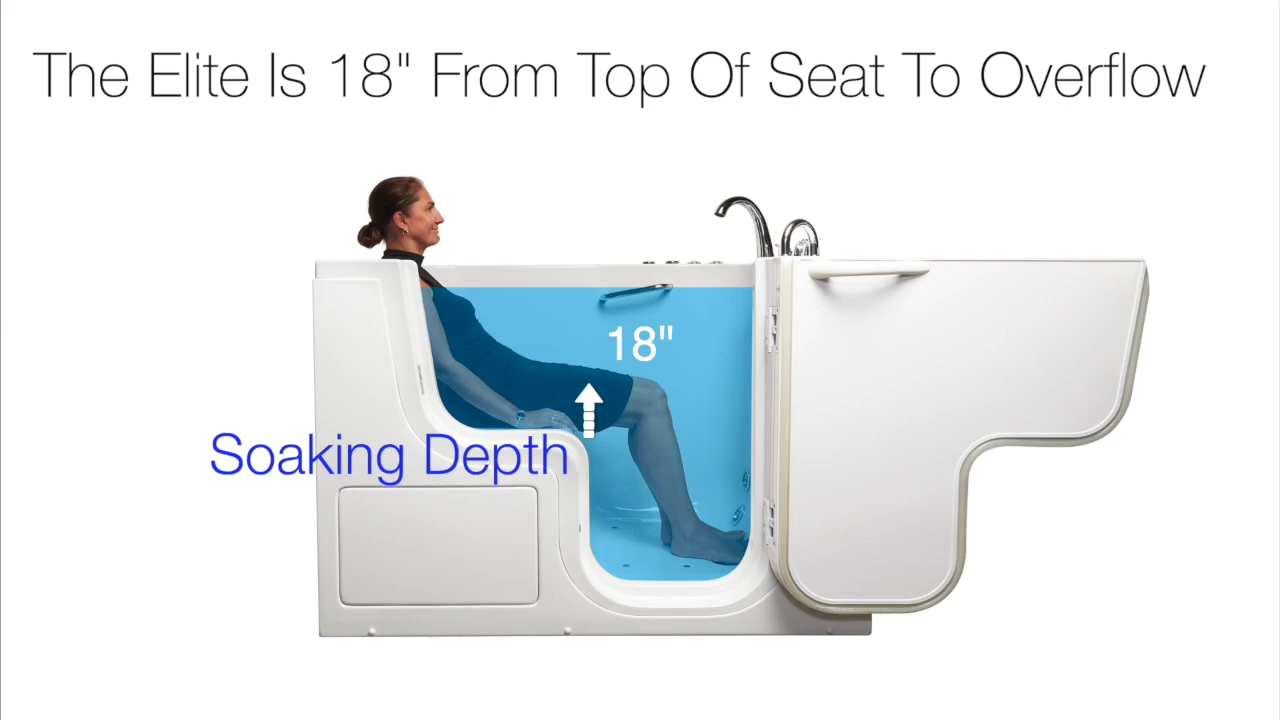 The Elite Is 18" From Top Of Seat To Overflow
18"
Soaking Depth